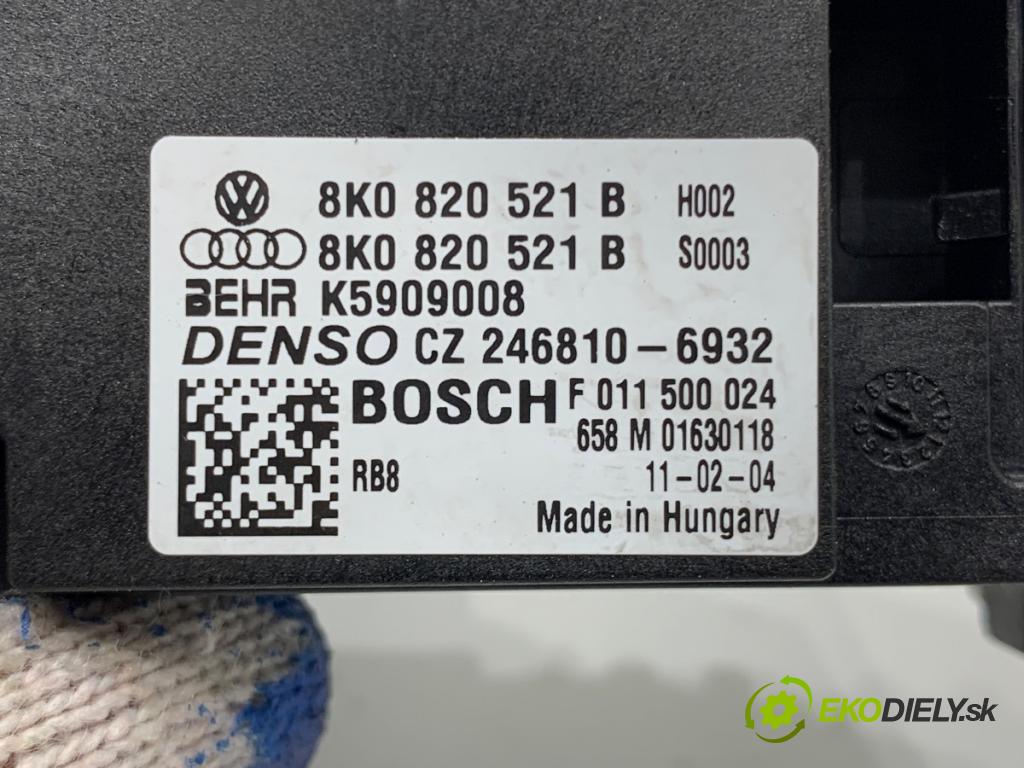 8K0 820 521 B H002
8K0 820 521 B S0003
BEHR K5909008
DENSO CZ 246810-6932
BOSCH F 011 500 024
658 M 01630118
RB8 11-02-04
Made in Hungary
EKODIELY.sk